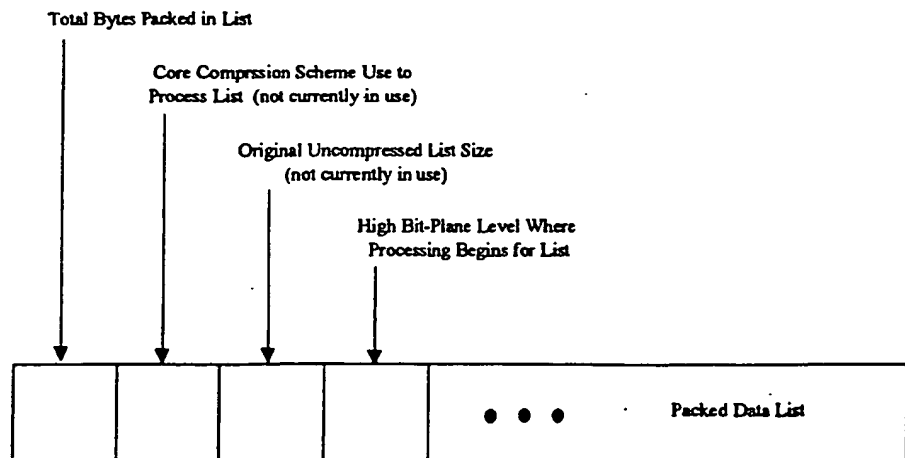 Total Bytes Packed in List
Core Comprssion Scheme Use to
Process List (not currently in use)
Original Uncompressed List Size
(not currently in use)
High Bit-Plane Level Where
Processing Begins for List
Packed Data List